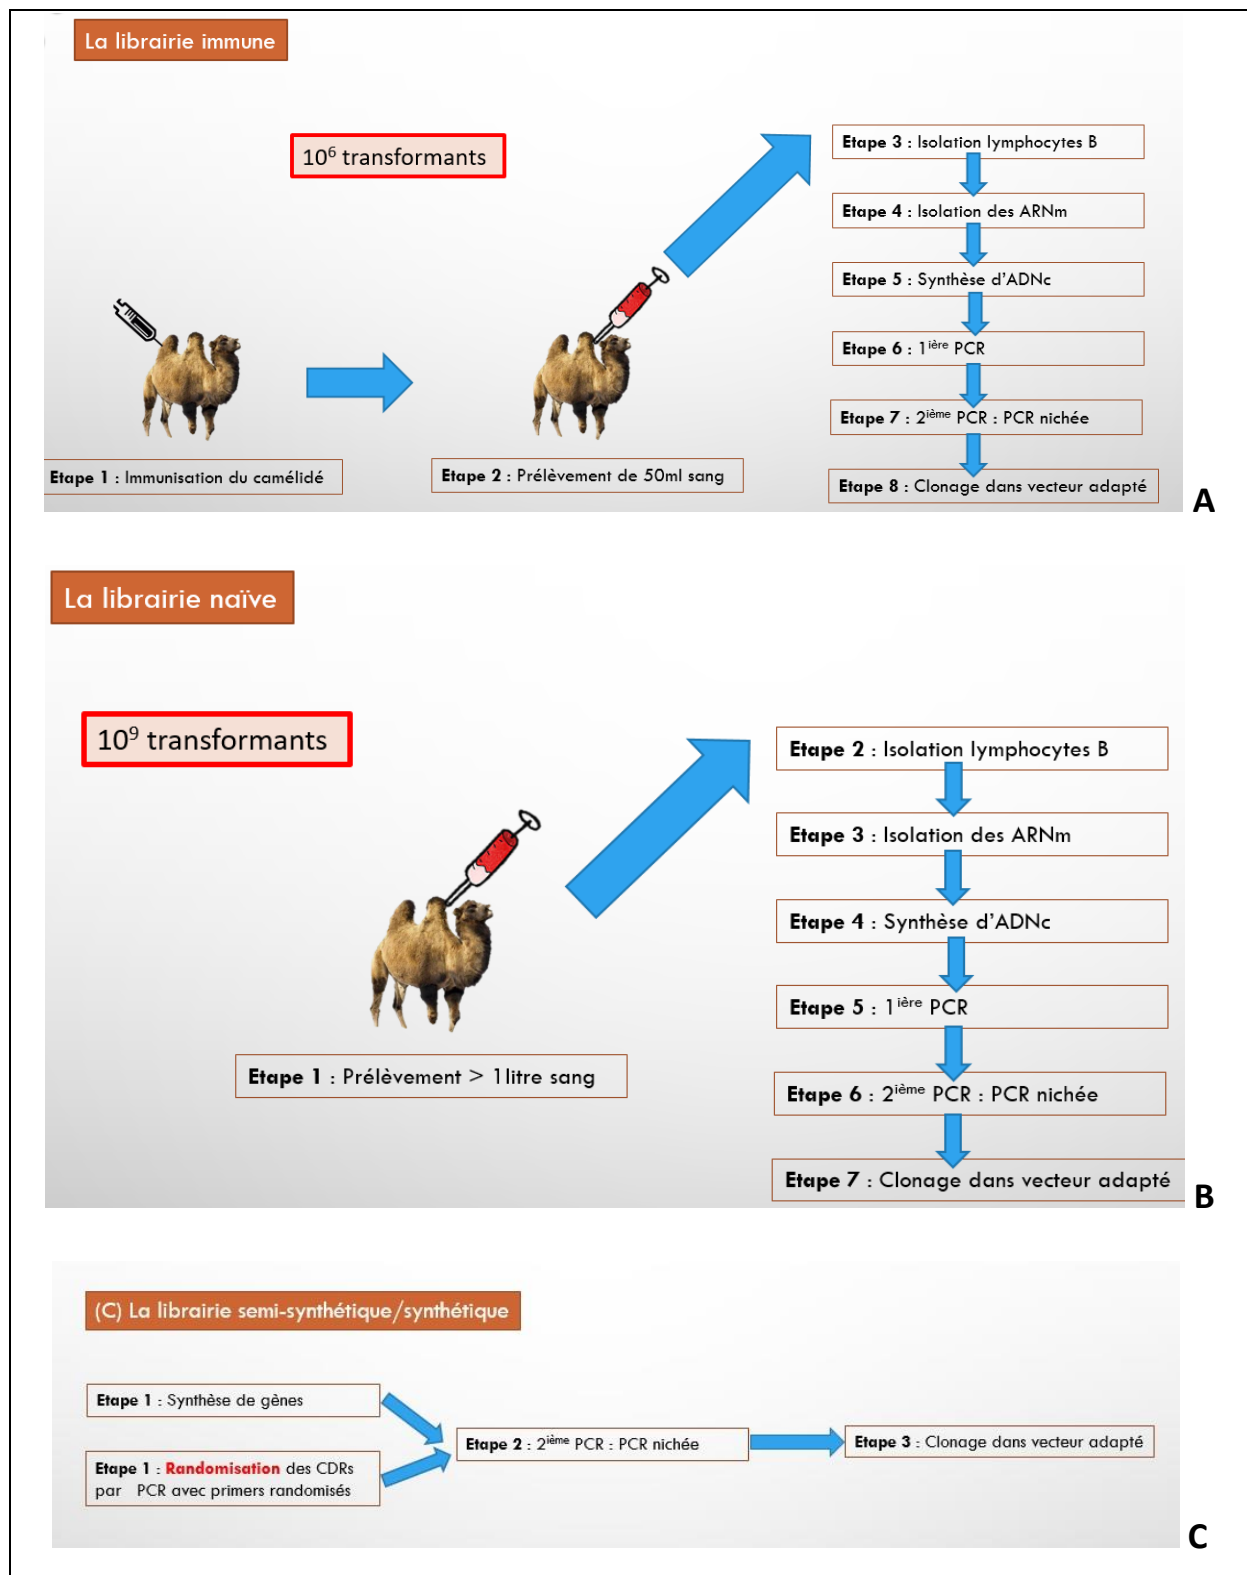 La librairie immune
10⁶ transformants
Etape 1 : Immunisation du camélidé
Etape 2 : Prélèvement de 50ml sang
Etape 3 : Isolation lymphocytes B
Etape 4 : Isolation des ARNm
Etape 5 : Synthèse d'ADNc
Etape 6 : 1ière PCR
Etape 7 : 2ième PCR : PCR nichée
Etape 8 : Clonage dans vecteur adapté
A
La librairie naïve
10⁹ transformants
Etape 1 : Prélèvement > 1litre sang
Etape 2 : Isolation lymphocytes B
Etape 3 : Isolation des ARNm
Etape 4 : Synthèse d'ADNc
Etape 5 : 1ière PCR
Etape 6 : 2ième PCR : PCR nichée
Etape 7 : Clonage dans vecteur adapté
B
(C) La librairie semi-synthétique/synthétique
Etape 1 : Synthèse de gènes
Etape 1 : Randomisation des CDRs
par PCR avec primers randomisés
Etape 2 : 2ième PCR : PCR nichée
Etape 3 : Clonage dans vecteur adapté
C